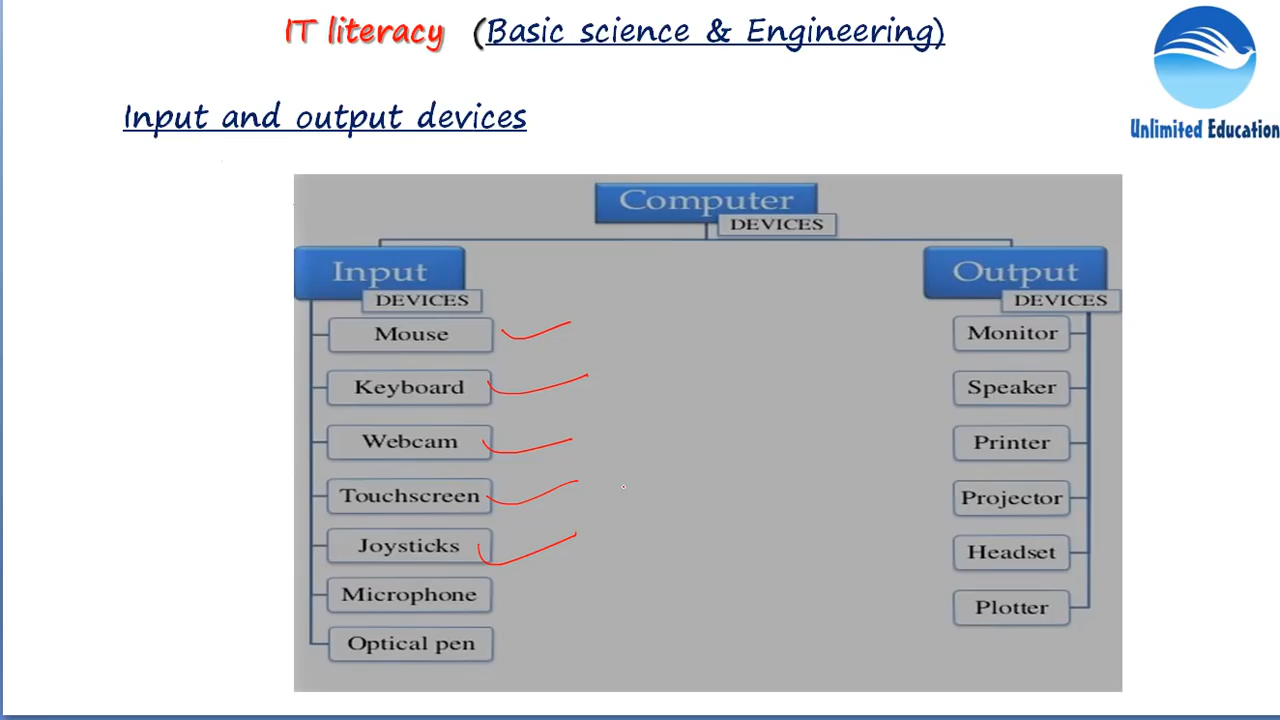 IT literacy (Basic science & Engineering)
Unlimited Education
Input and output devices
Computer
DEVICES
Input
DEVICES
Mouse
Keyboard
Webcam
Touchscreen
Joysticks
Microphone
Optical pen
Output
DEVICES
Monitor
Speaker
Printer
Projector
Headset
Plotter